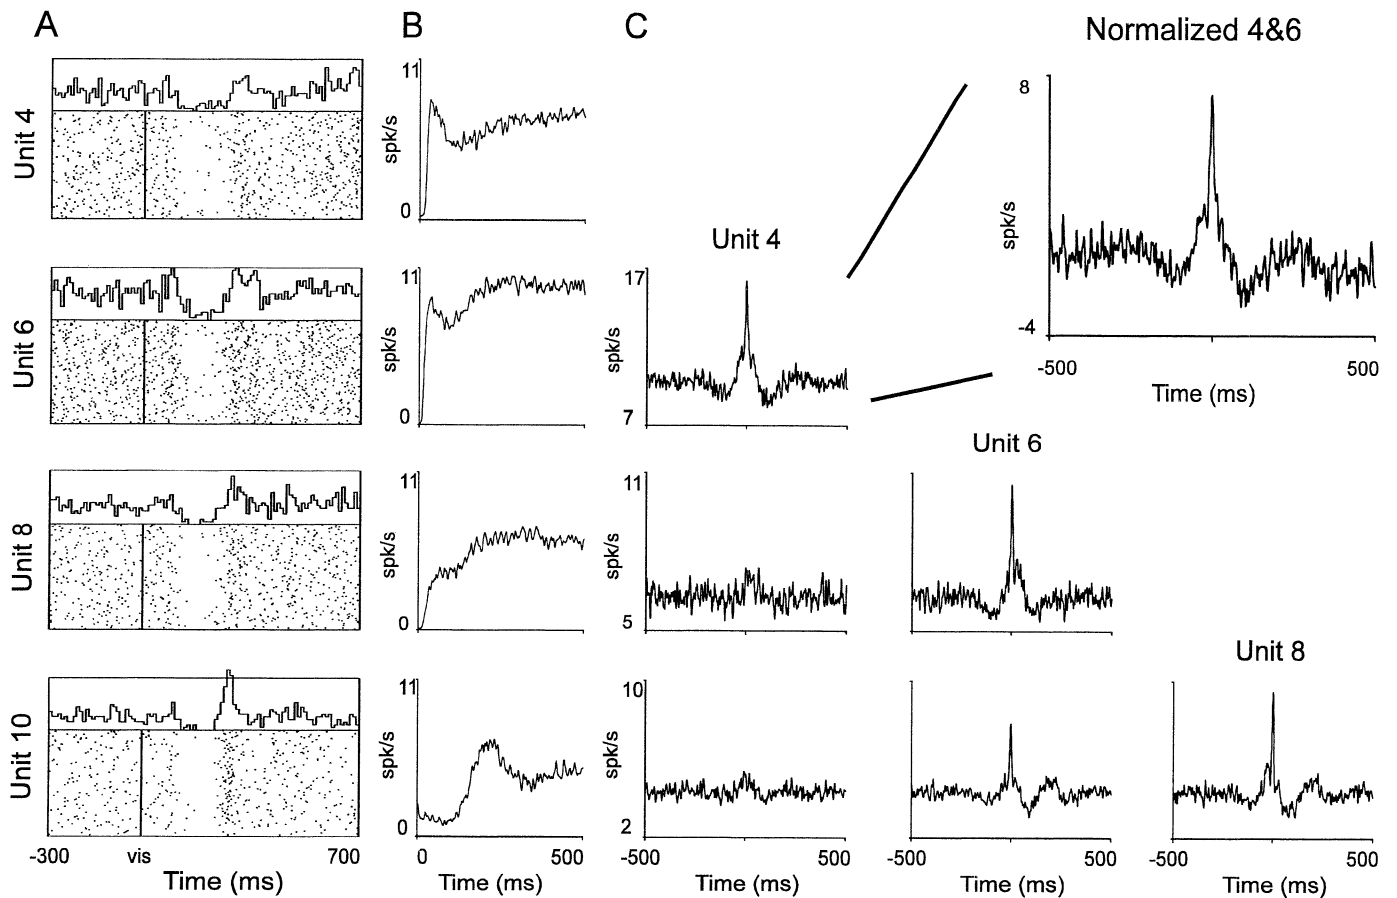 A
B
C
Normalized 4&6
Unit 4
11
spk/s
0
8
spk/s
-4
-500
500
Time (ms)
Unit 4
Unit 6
11
spk/s
0
17
spk/s
7
Unit 6
Unit 8
11
spk/s
0
11
spk/s
5
Unit 8
Unit 10
11
spk/s
0
10
spk/s
2
-300
vis
700
Time (ms)
0
500
Time (ms)
-500
500
Time (ms)
-500
500
Time (ms)
-500
500
Time (ms)